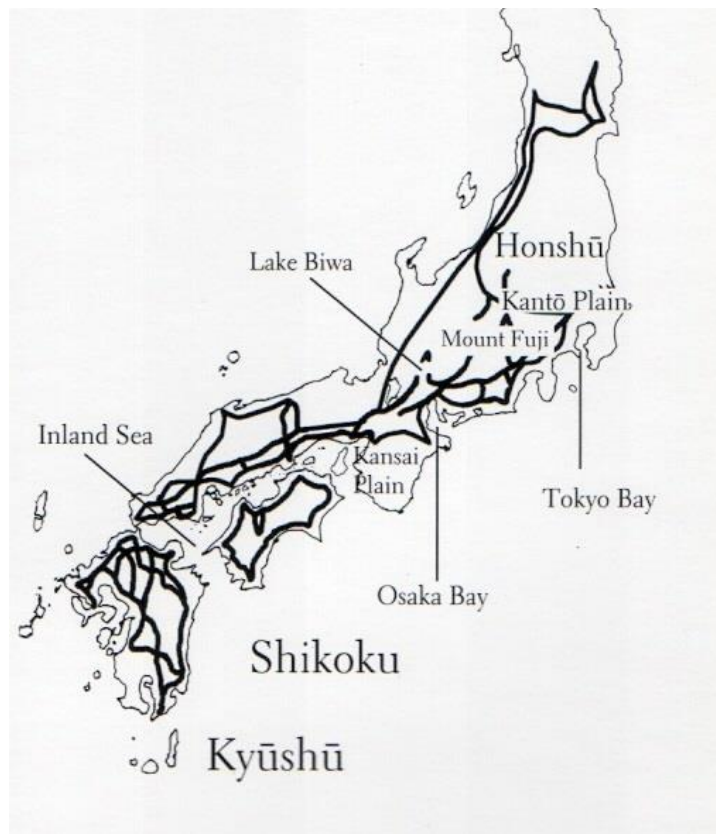 Honshū
Lake Biwa
Kantō Plain
Mount Fuji
Inland Sea
Kansai
Plain
Tokyo Bay
Osaka Bay
Shikoku
Kyūshū